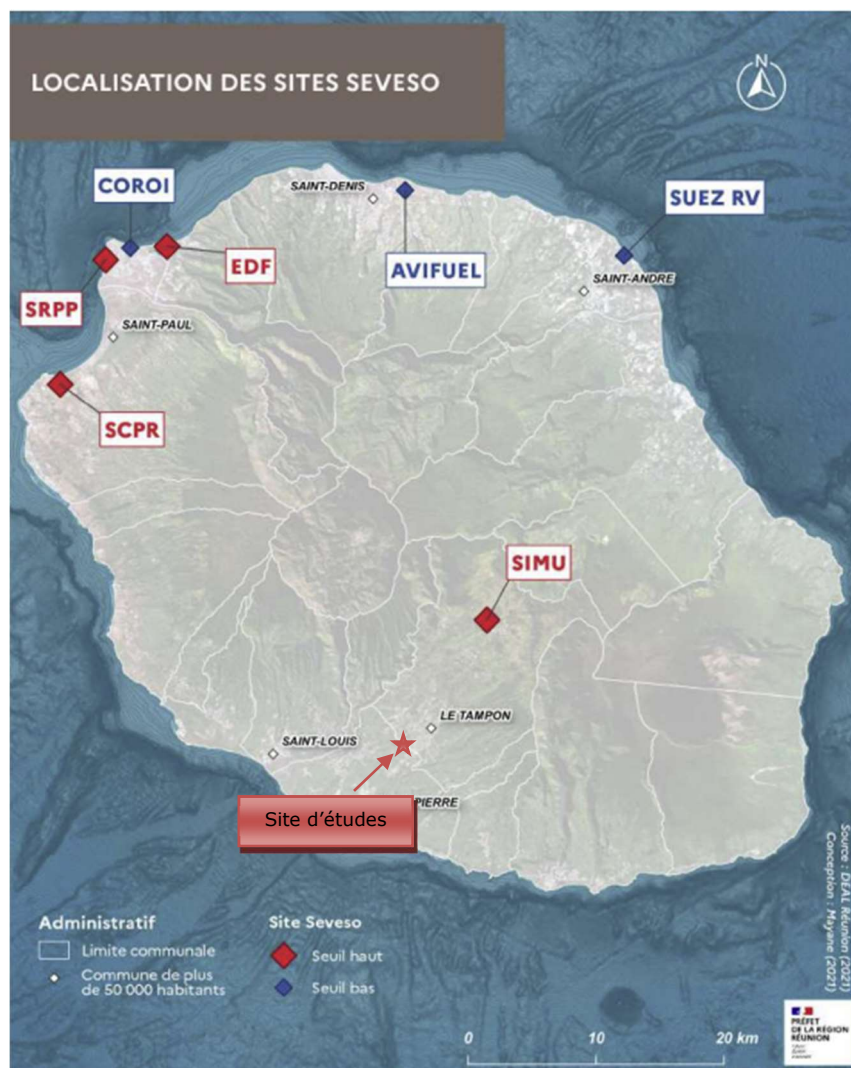 LOCALISATION DES SITES SEVESO
N
COROI
SAINT-DENIS
SUEZ RV
EDF
AVIFUEL
SAINT-ANDRE
SRPP
SAINT-PAUL
SCPR
SIMU
LE TAMPON
SAINT-LOUIS
PIERRE
Site d'études
Source : DEAL Réunion (2021)
Conception : Mayane (2021)
Administratif
Limite communale
Commune de plus
de 50 000 habitants
Site Seveso
Seuil haut
Seuil bas
0 10 20 km
PRÉFET
DE LA RÉGION
RÉUNION